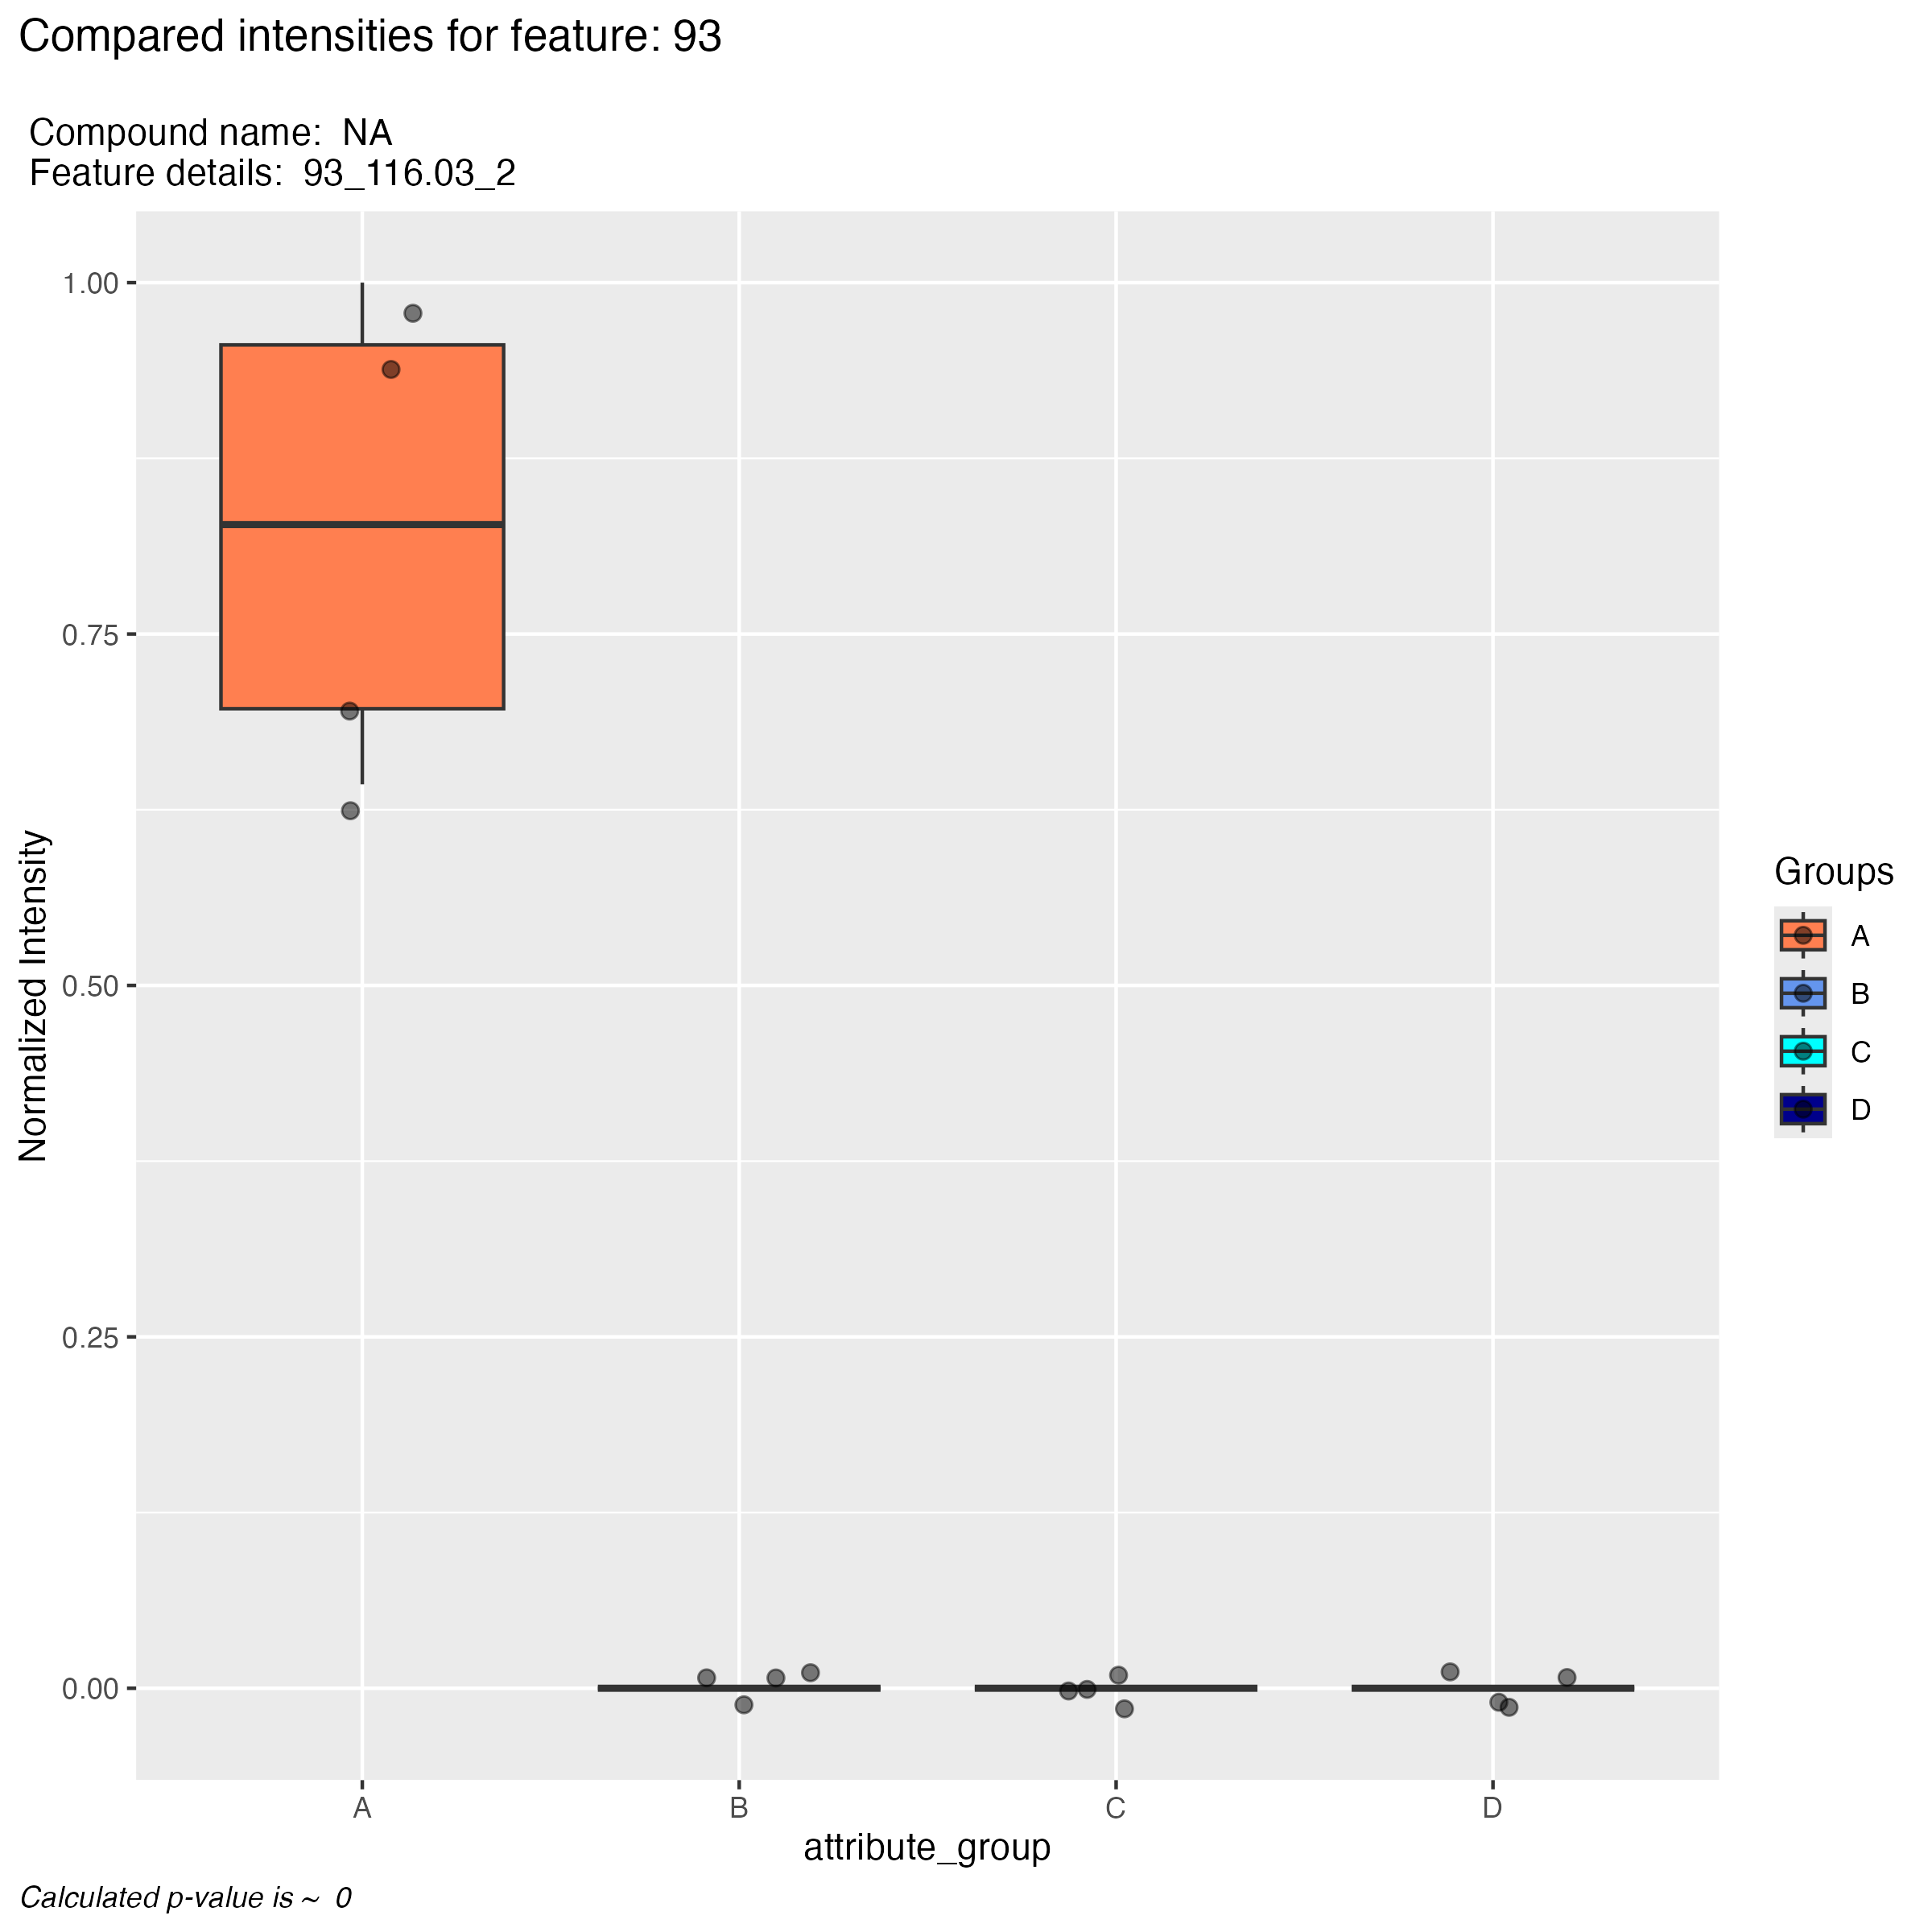 Compared intensities for feature: 93
Compound name:  NA
Feature details:  93_116.03_2
1.00
0.75
0.50
0.25
0.00
Normalized Intensity
A
B
C
D
attribute_group
Groups
A
B
C
D
Calculated p-value is ~  0